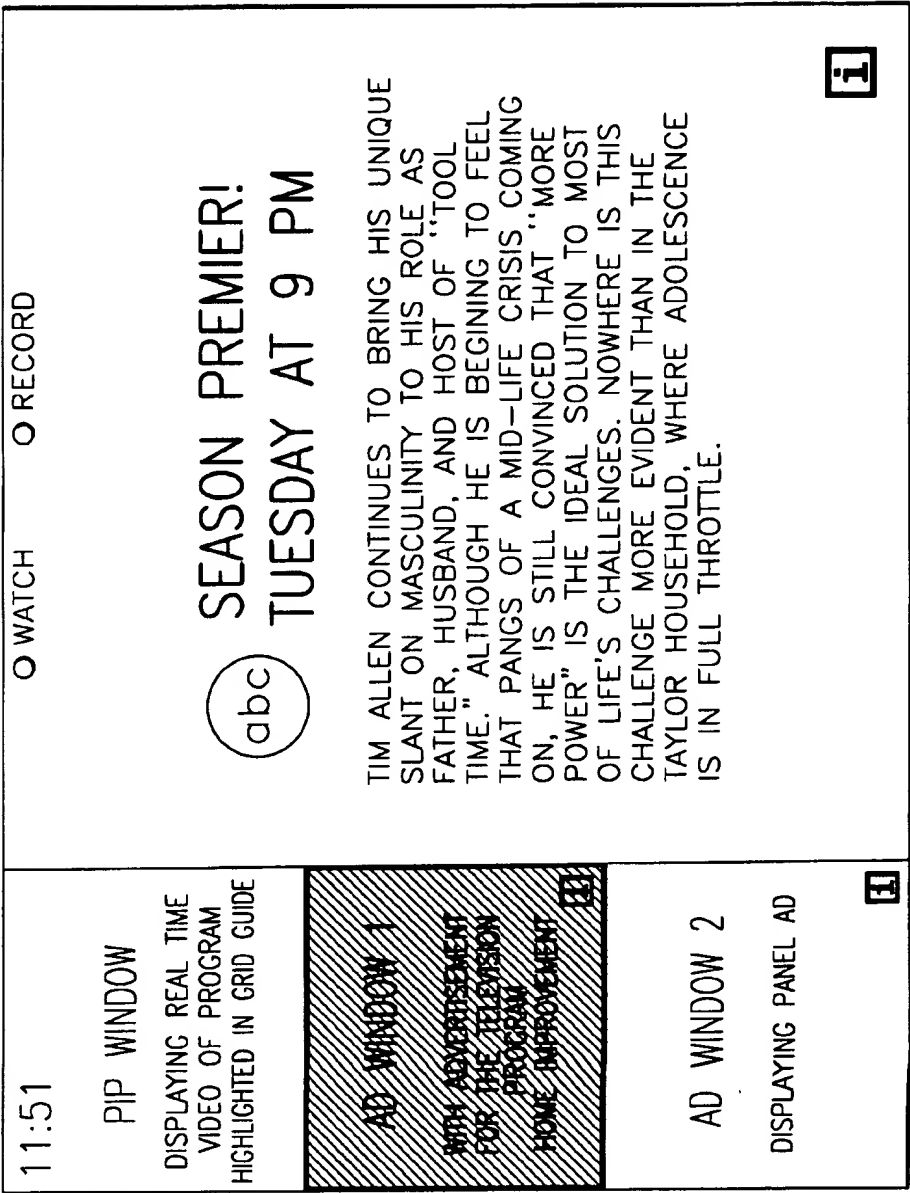 11:51
PIP WINDOW
DISPLAYING REAL TIME
VIDEO OF PROGRAM
HIGHLIGHTED IN GRID GUIDE
AD WINDOW 1
WITH ADVERTISEMENT
FOR THE TELEVISION
PROGRAM
HOME IMPROVEMENT
i
AD WINDOW 2
DISPLAYING PANEL AD
i
O WATCH O RECORD
abc
SEASON PREMIER!
TUESDAY AT 9 PM
TIM ALLEN CONTINUES TO BRING HIS UNIQUE
SLANT ON MASCULINITY TO HIS ROLE AS
FATHER, HUSBAND, AND HOST OF "TOOL
TIME." ALTHOUGH HE IS BEGINING TO FEEL
THAT PANGS OF A MID-LIFE CRISIS COMING
ON, HE IS STILL CONVINCED THAT "MORE
POWER" IS THE IDEAL SOLUTION TO MOST
OF LIFE'S CHALLENGES. NOWHERE IS THIS
CHALLENGE MORE EVIDENT THAN IN THE
TAYLOR HOUSEHOLD, WHERE ADOLESCENCE
IS IN FULL THROTTLE.
i